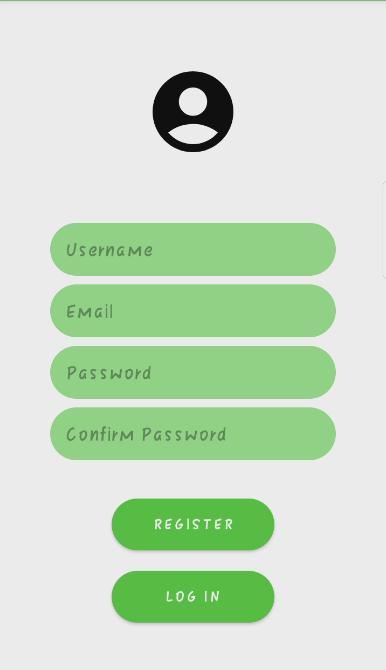 Username
Email
Password
Confirm Password
REGISTER
LOG IN